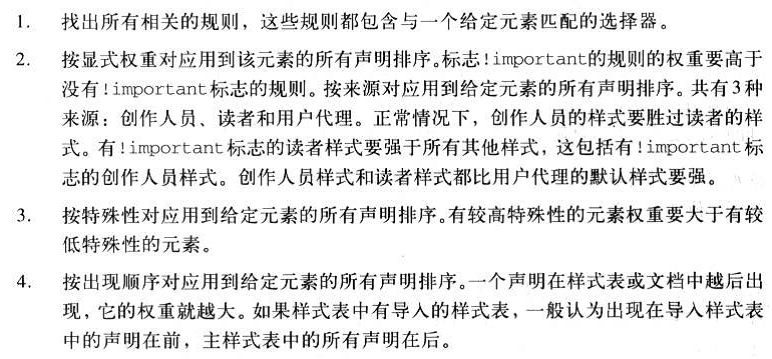 1. 找出所有相关的规则，这些规则都包含与一个给定元素匹配的选择器。
2. 按显式权重对应用到该元素的所有声明排序。标志!important的规则的权重要高于
没有!important标志的规则。按来源对应用到给定元素的所有声明排序。共有3种
来源：创作人员、读者和用户代理。正常情况下，创作人员的样式要胜过读者的样
式。有!important标志的读者样式要强于所有其他样式，这包括有!important标
志的创作人员样式。创作人员样式和读者样式都比用户代理的默认样式要强。
3. 按特殊性对应用到给定元素的所有声明排序。有较高特殊性的元素权重要大于有较
低特殊性的元素。
4. 按出现顺序对应用到给定元素的所有声明排序。一个声明在样式表或文档中越后出
现，它的权重就越大。如果样式表中有导入的样式表，一般认为出现在导入样式表
中的声明在前，主样式表中的所有声明在后。